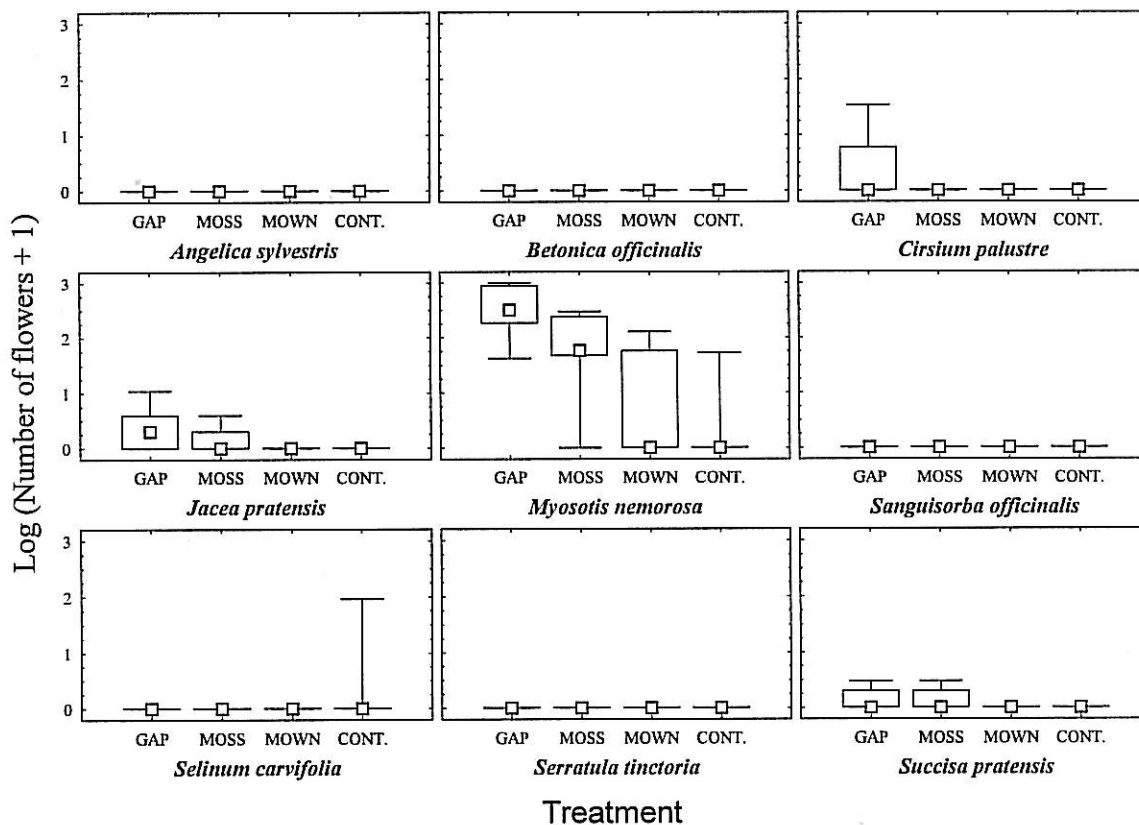 Log (Number of flowers + 1)
3
2
1
0
GAP MOSS MOWN CONT.
Angelica sylvestris
GAP MOSS MOWN CONT.
Betonica officinalis
GAP MOSS MOWN CONT.
Cirsium palustre
3
2
1
0
GAP MOSS MOWN CONT.
Jacea pratensis
GAP MOSS MOWN CONT.
Myosotis nemorosa
GAP MOSS MOWN CONT.
Sanguisorba officinalis
3
2
1
0
GAP MOSS MOWN CONT.
Selinum carvifolia
GAP MOSS MOWN CONT.
Serratula tinctoria
GAP MOSS MOWN CONT.
Succisa pratensis
Treatment